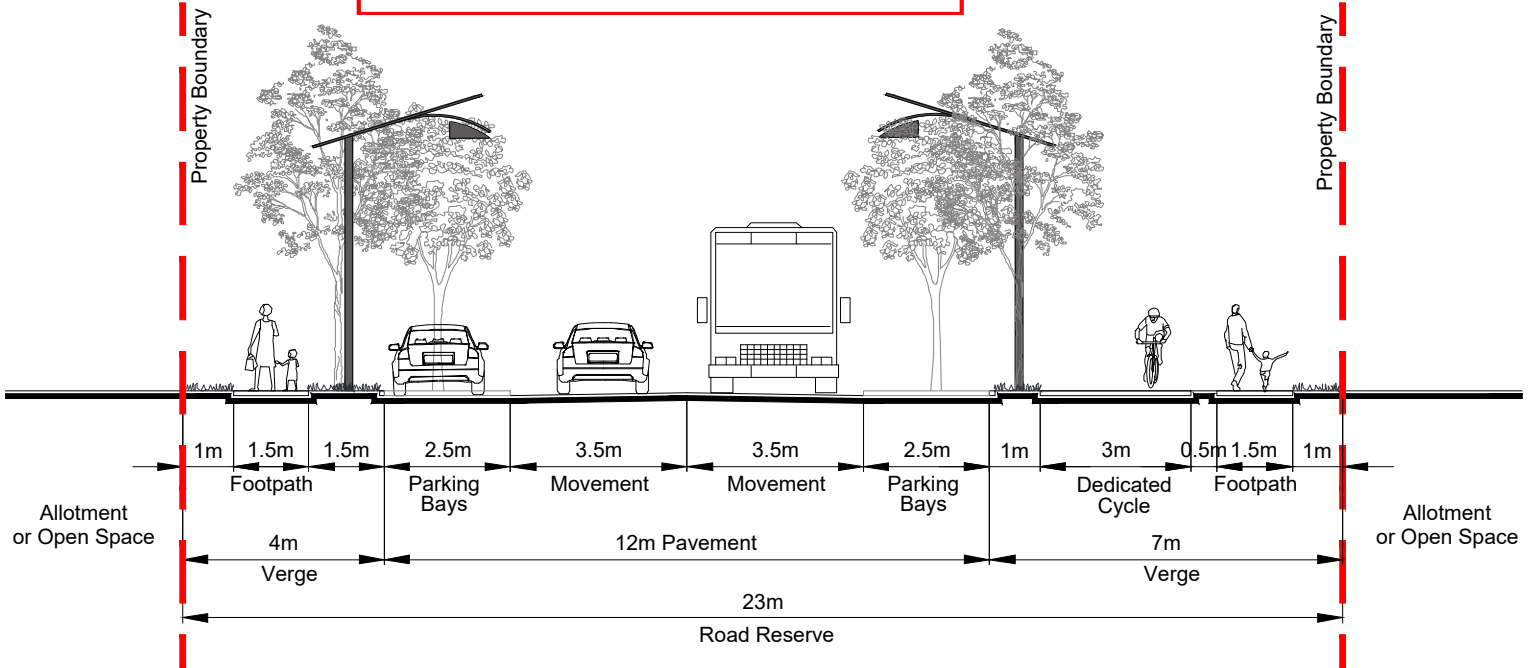 Property Boundary
Property Boundary
1m
1.5m
1.5m
2.5m
3.5m
3.5m
2.5m
1m
3m
0.5m
1.5m
1m
Footpath
Parking
Bays
Movement
Movement
Parking
Bays
Dedicated
Cycle
Footpath
Allotment
or Open Space
Allotment
or Open Space
4m
Verge
12m Pavement
7m
Verge
23m
Road Reserve